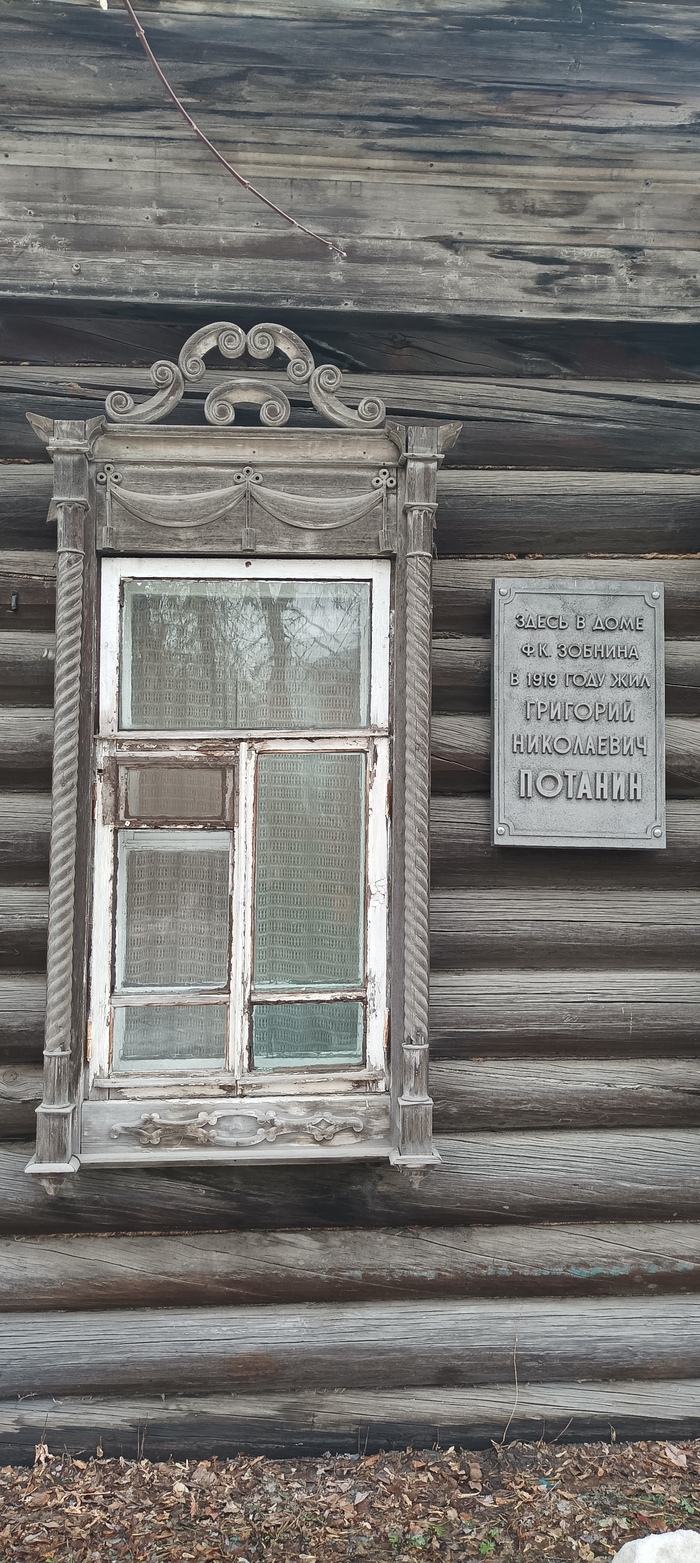 ЗДЕСЬ В ДОМЕ
Ф.К. ЗОБНИНА
В 1919 ГОДУ ЖИЛ
ГРИГОРИЙ
НИКОЛАЕВИЧ
ПОТАНИН